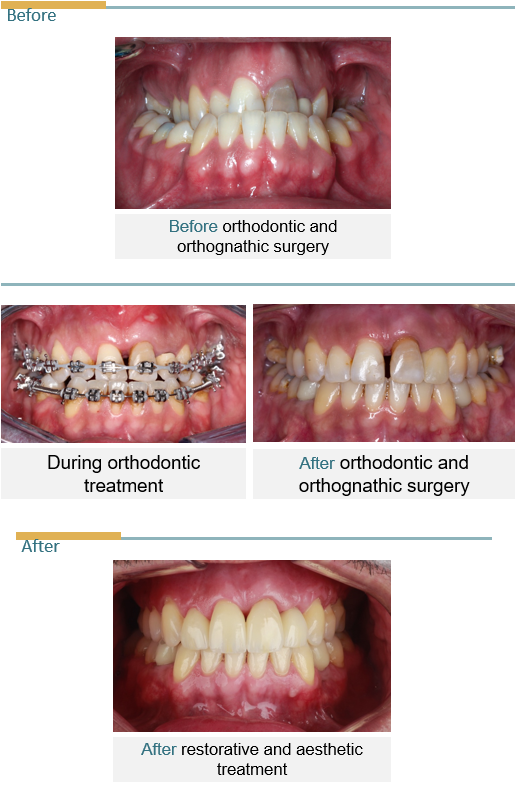 Before
Before orthodontic and
orthognathic surgery
During orthodontic
treatment
After orthodontic and
orthognathic surgery
After
After restorative and aesthetic
treatment